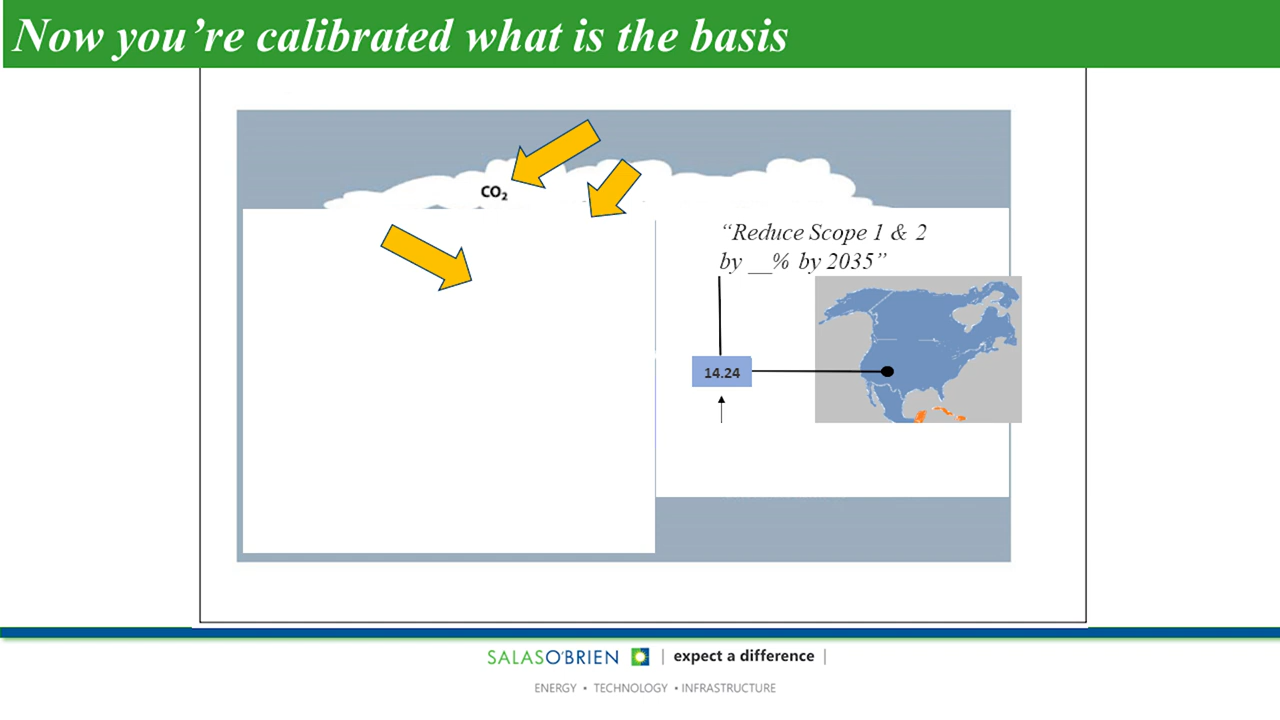 Now you’re calibrated what is the basis
CO₂
“Reduce Scope 1 & 2
by __% by 2035”
14.24
SALASO'BRIEN | expect a difference |
ENERGY • TECHNOLOGY • INFRASTRUCTURE